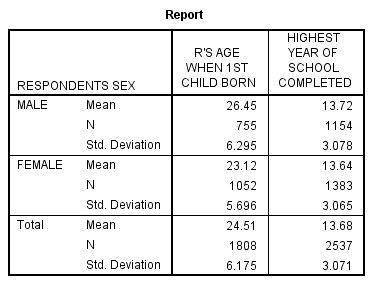 Report
RESPONDENTS SEX R'S AGE WHEN 1ST CHILD BORN HIGHEST YEAR OF SCHOOL COMPLETED
MALE Mean 26.45 13.72
N 755 1154
Std. Deviation 6.295 3.078
FEMALE Mean 23.12 13.64
N 1052 1383
Std. Deviation 5.696 3.065
Total Mean 24.51 13.68
N 1808 2537
Std. Deviation 6.175 3.071